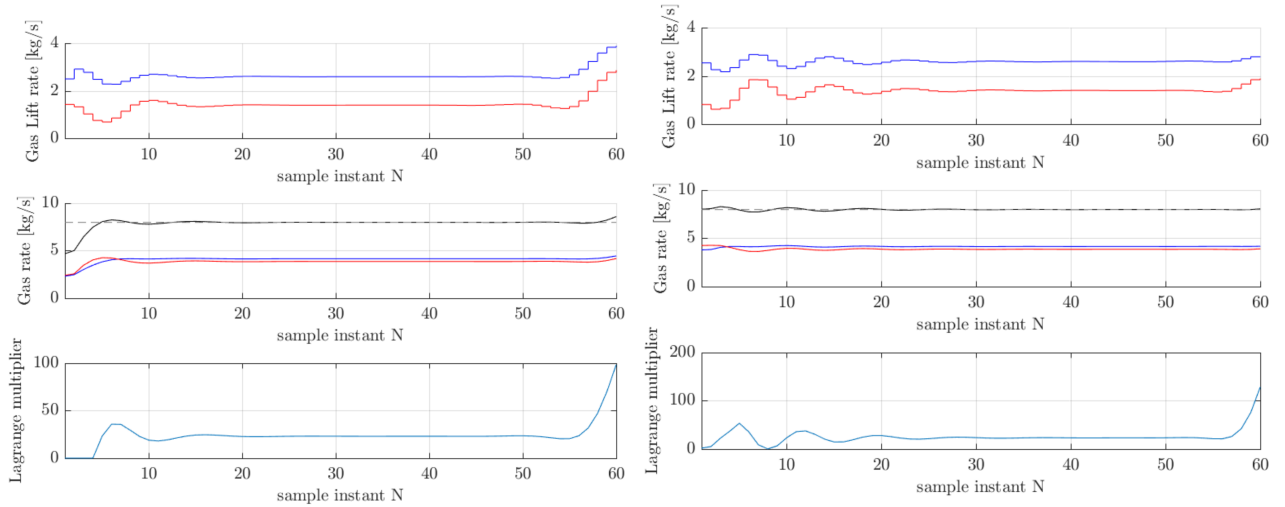 Gas Lift rate [kg/s]
4
2
0
10 20 30 40 50 60
sample instant N
Gas rate [kg/s]
10
5
0
10 20 30 40 50 60
sample instant N
Lagrange multiplier
100
50
0
10 20 30 40 50 60
sample instant N
Gas Lift rate [kg/s]
4
2
0
10 20 30 40 50 60
sample instant N
Gas rate [kg/s]
10
5
0
10 20 30 40 50 60
sample instant N
Lagrange multiplier
200
100
0
10 20 30 40 50 60
sample instant N